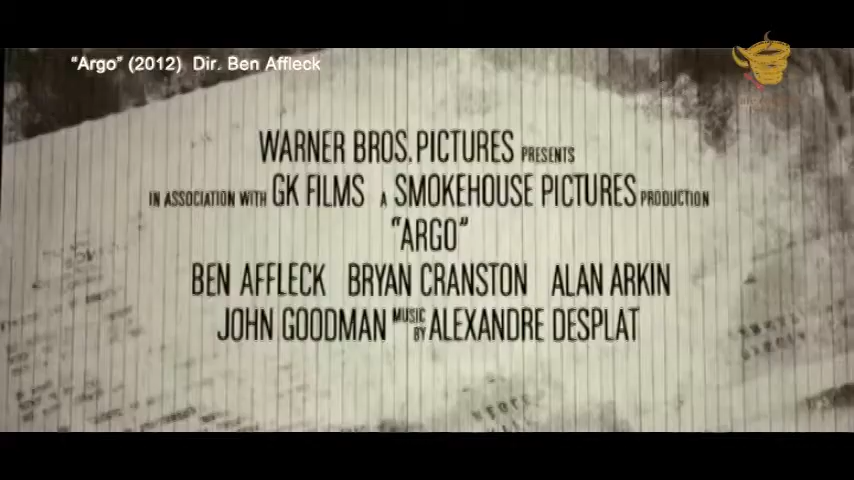 “Argo” (2012) Dir. Ben Affleck
WARNER BROS. PICTURES PRESENTS
IN ASSOCIATION WITH GK FILMS A SMOKEHOUSE PICTURES PRODUCTION
"ARGO"
BEN AFFLECK BRYAN CRANSTON ALAN ARKIN
JOHN GOODMAN MUSIC BY ALEXANDRE DESPLAT